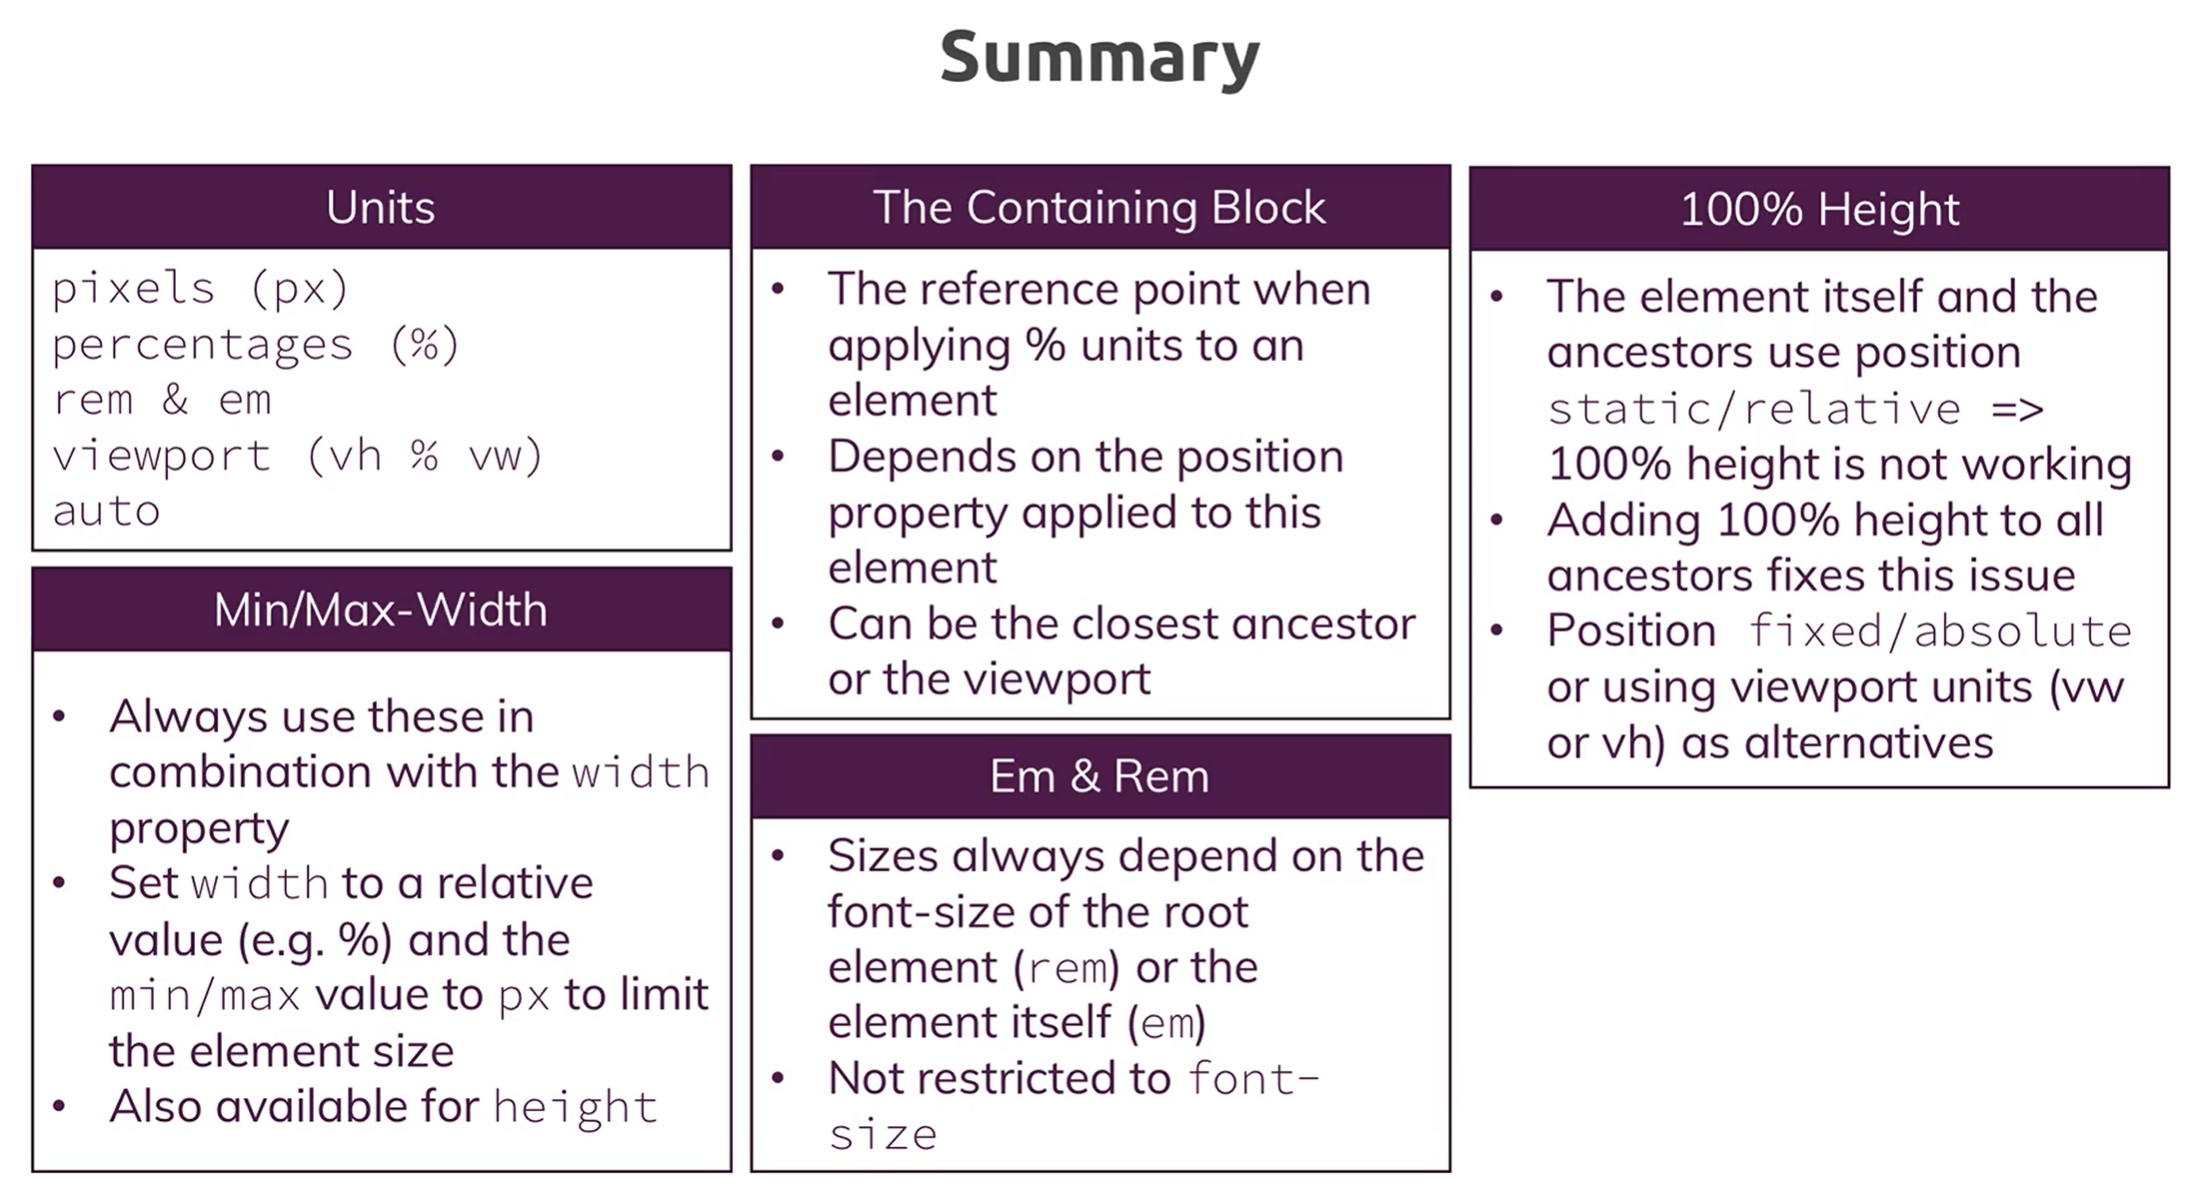 Summary
Units
pixels (px)
percentages (%)
rem & em
viewport (vh % vw)
auto
Min/Max-Width
• Always use these in
combination with the width
property
• Set width to a relative
value (e.g. %) and the
min/max value to px to limit
the element size
• Also available for height
The Containing Block
• The reference point when
applying % units to an
element
• Depends on the position
property applied to this
element
• Can be the closest ancestor
or the viewport
Em & Rem
• Sizes always depend on the
font-size of the root
element (rem) or the
element itself (em)
• Not restricted to font-
size
100% Height
• The element itself and the
ancestors use position
static/relative =>
100% height is not working
• Adding 100% height to all
ancestors fixes this issue
• Position fixed/absolute
or using viewport units (vw
or vh) as alternatives